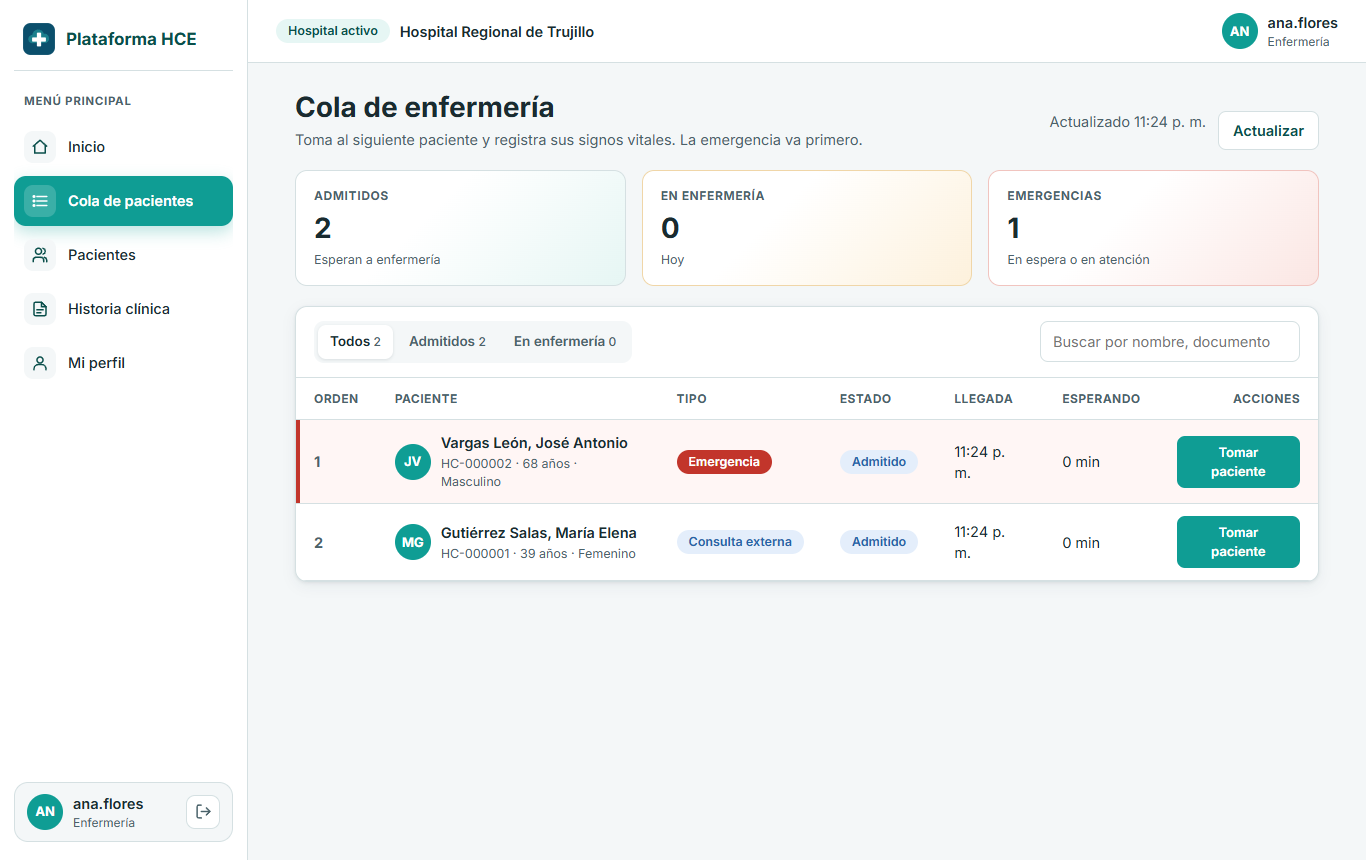 Plataforma HCE
MENÚ PRINCIPAL
Inicio
Cola de pacientes
Pacientes
Historia clínica
Mi perfil
AN
ana.flores
Enfermería
Hospital activo
Hospital Regional de Trujillo
AN
ana.flores
Enfermería
Cola de enfermería
Toma al siguiente paciente y registra sus signos vitales. La emergencia va primero.
Actualizado 11:24 p. m.
Actualizar
ADMITIDOS
2
Esperan a enfermería
EN ENFERMERÍA
0
Hoy
EMERGENCIAS
1
En espera o en atención
Todos 2
Admitidos 2
En enfermería 0
Buscar por nombre, documento
ORDEN PACIENTE TIPO ESTADO LLEGADA ESPERANDO ACCIONES
1
JV
Vargas León, José Antonio
HC-000002 · 68 años ·
Masculino
Emergencia
Admitido
11:24 p.
m.
0 min
Tomar
paciente
2
MG
Gutiérrez Salas, María Elena
HC-000001 · 39 años · Femenino
Consulta externa
Admitido
11:24 p.
m.
0 min
Tomar
paciente